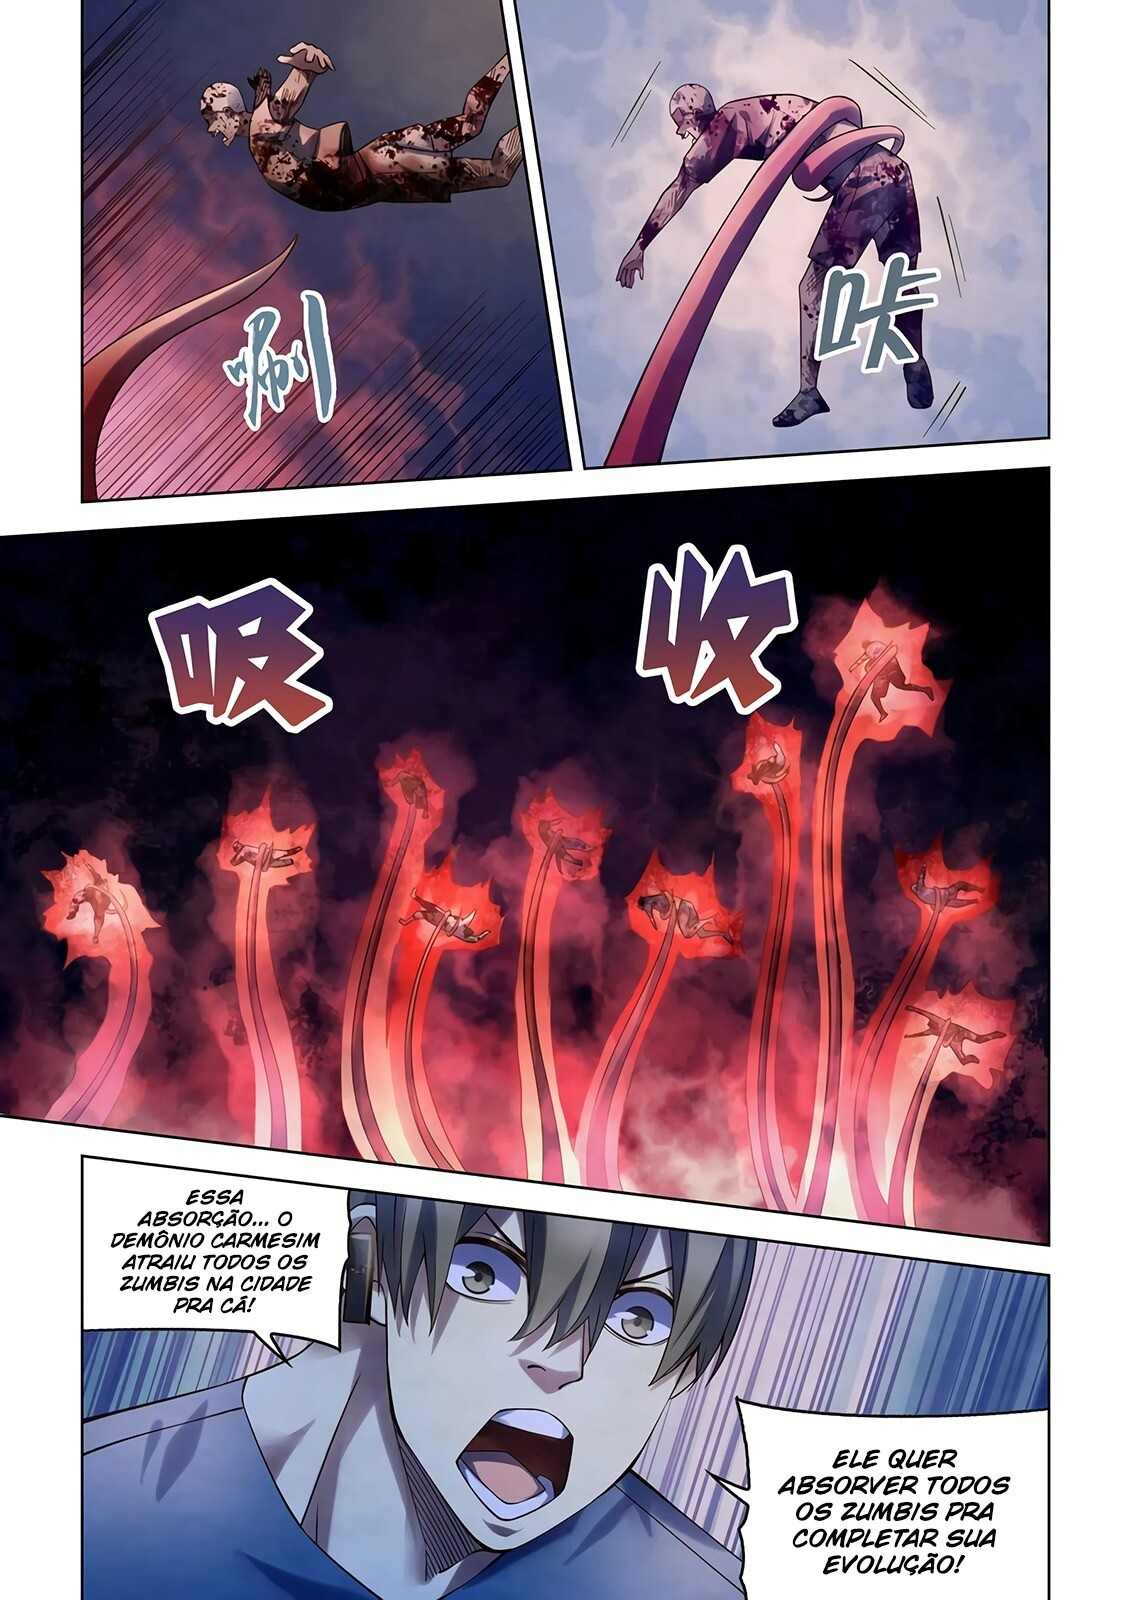 唰
咔
吸收
ESSA
ABSORÇÃO... O
DEMÔNIO CARMESIM
ATRAIU TODOS OS
ZUMBIS NA CIDADE
PRA CÁ!
ELE QUER
ABSORVER TODOS
OS ZUMBIS PRA
COMPLETAR SUA
EVOLUÇÃO!